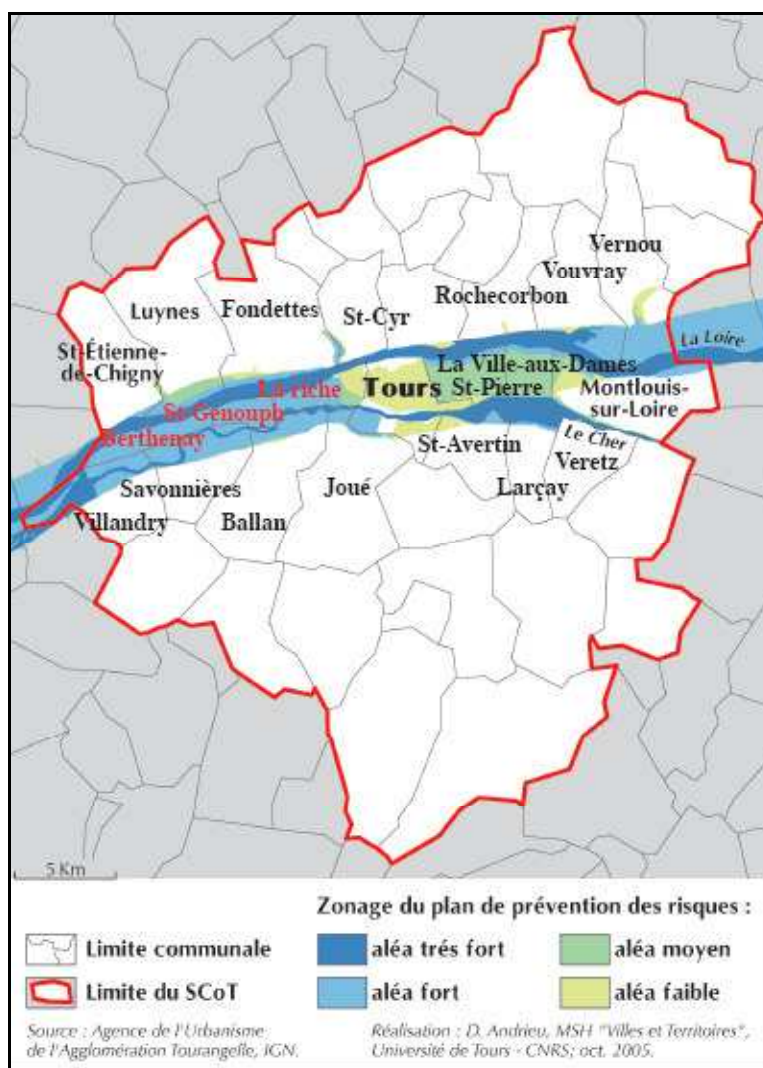 Vernou
Vouvray
Rochecorbon
Luynes
Fondettes
St-Cyr
St-Étienne-
de-Chigny
La Loire
La Ville-aux-Dames
La riche
Tours
St-Pierre
Montlouis-
sur-Loire
St-Genouph
Berthenay
St-Avertin
Le Cher
Veretz
Savonnières
Joué
Larçay
Villandry
Ballan
5 Km
Zonage du plan de prévention des risques :
Limite communale
aléa trés fort
aléa moyen
Limite du SCoT
aléa fort
aléa faible
Source : Agence de l'Urbanisme
de l'Agglomération Tourangelle, IGN.
Réalisation : D. Andrieu, MSH "Villes et Territoires",
Université de Tours - CNRS; oct. 2005.